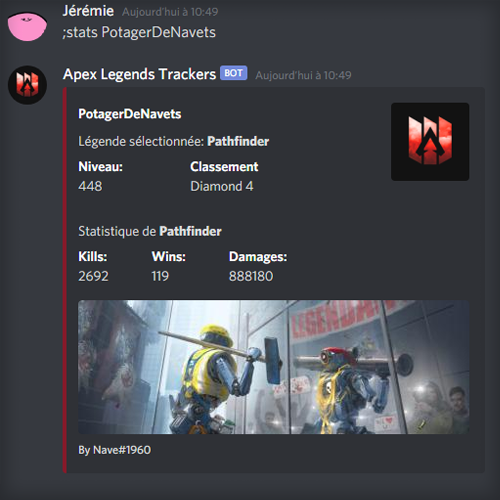 Jérémie Aujourd'hui à 10:49
;stats PotagerDeNavets
Apex Legends Trackers BOT Aujourd'hui à 10:49
PotagerDeNavets
Légende sélectionnée: Pathfinder
Niveau: Classement
448 Diamond 4
Statistique de Pathfinder
Kills: Wins: Damages:
2692 119 888180
By Nave#1960